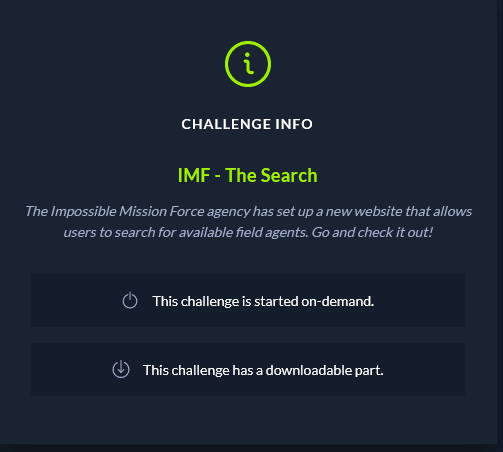 CHALLENGE INFO
IMF - The Search
The Impossible Mission Force agency has set up a new website that allows
users to search for available field agents. Go and check it out!
This challenge is started on-demand.
This challenge has a downloadable part.